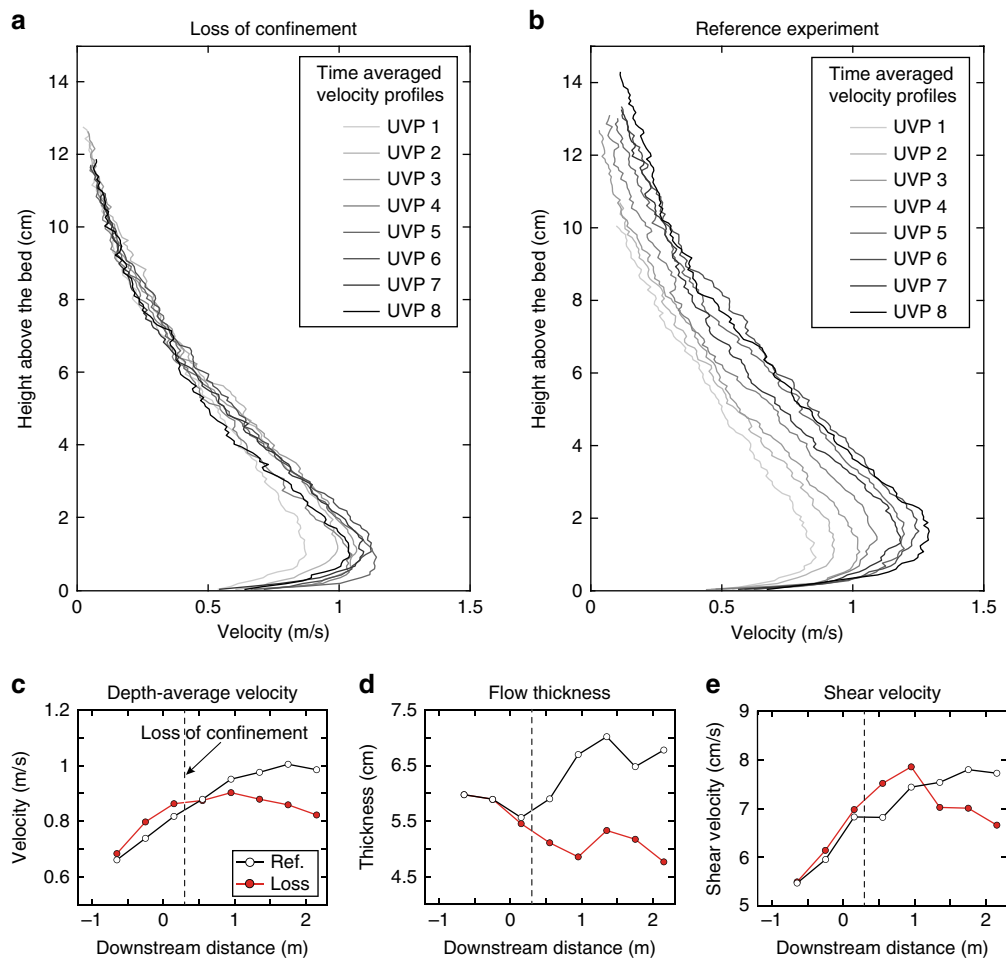 a
Loss of confinement
14
12
10
8
6
4
2
0
Height above the bed (cm)
0
0.5
1
1.5
Velocity (m/s)
Time averaged
velocity profiles
UVP 1
UVP 2
UVP 3
UVP 4
UVP 5
UVP 6
UVP 7
UVP 8
b
Reference experiment
14
12
10
8
6
4
2
0
Height above the bed (cm)
0
0.5
1
1.5
Velocity (m/s)
Time averaged
velocity profiles
UVP 1
UVP 2
UVP 3
UVP 4
UVP 5
UVP 6
UVP 7
UVP 8
c
Depth-average velocity
1.2
1
0.8
0.6
Velocity (m/s)
Loss of confinement
Ref.
Loss
–1
0
1
2
Downstream distance (m)
d
Flow thickness
7.5
6.5
5.5
4.5
Thickness (cm)
–1
0
1
2
Downstream distance (m)
e
Shear velocity
9
8
7
6
5
Shear velocity (cm/s)
–1
0
1
2
Downstream distance (m)